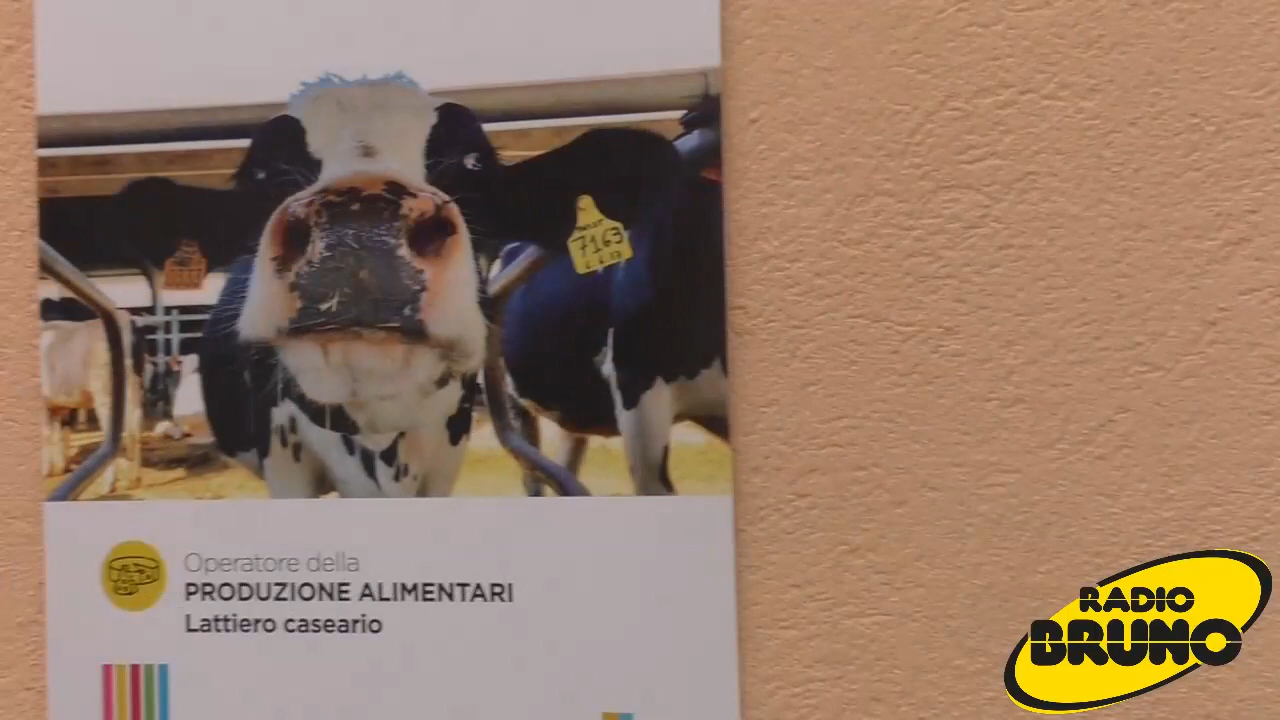 7163
Operatore della
PRODUZIONE ALIMENTARI
Lattiero caseario
RADIO
BRUNO